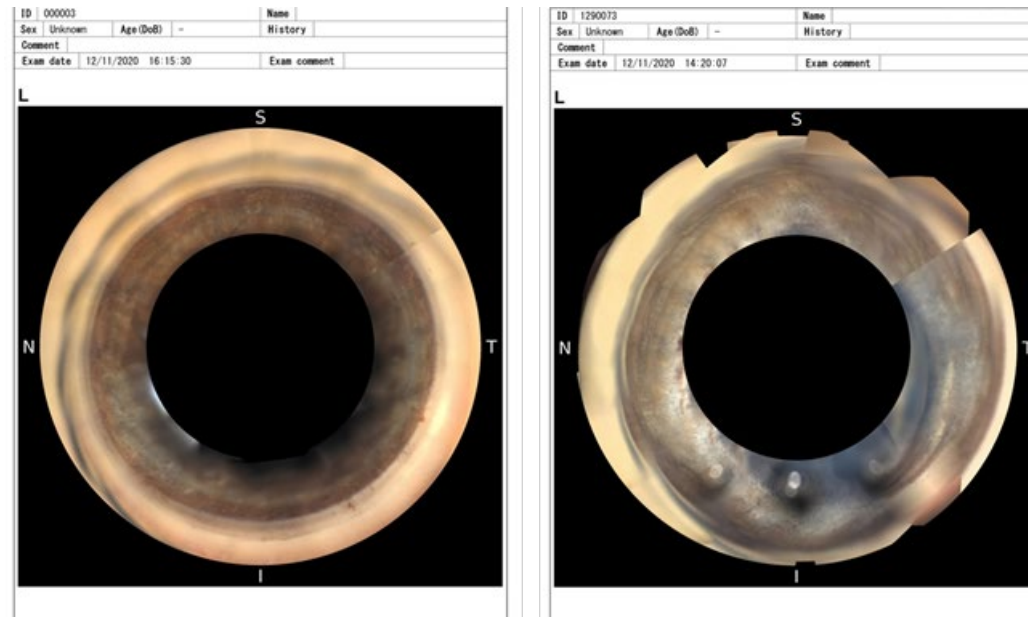 ID 000003 Name
Sex Unknown Age(DoB) - History
Comment
Exam date 12/11/2020 16:15:30 Exam comment
L
S
N
T
I
ID 1290073 Name
Sex Unknown Age(DoB) - History
Comment
Exam date 12/11/2020 14:20:07 Exam comment
L
S
N
T
I